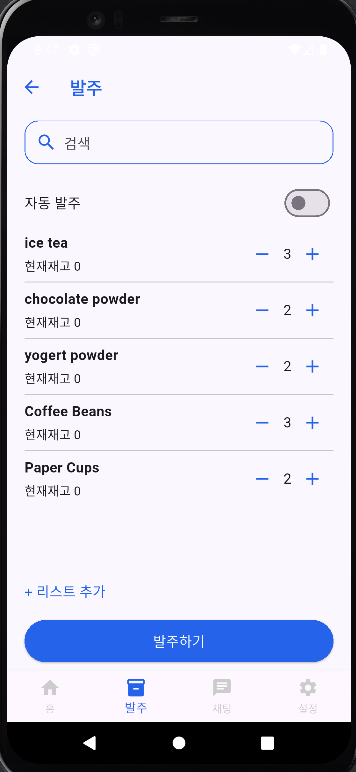 발주
검색
자동 발주
ice tea
현재재고 0
3
chocolate powder
현재재고 0
2
yogert powder
현재재고 0
2
Coffee Beans
현재재고 0
3
Paper Cups
현재재고 0
2
+ 리스트 추가
발주하기
홈
발주
채팅
설정